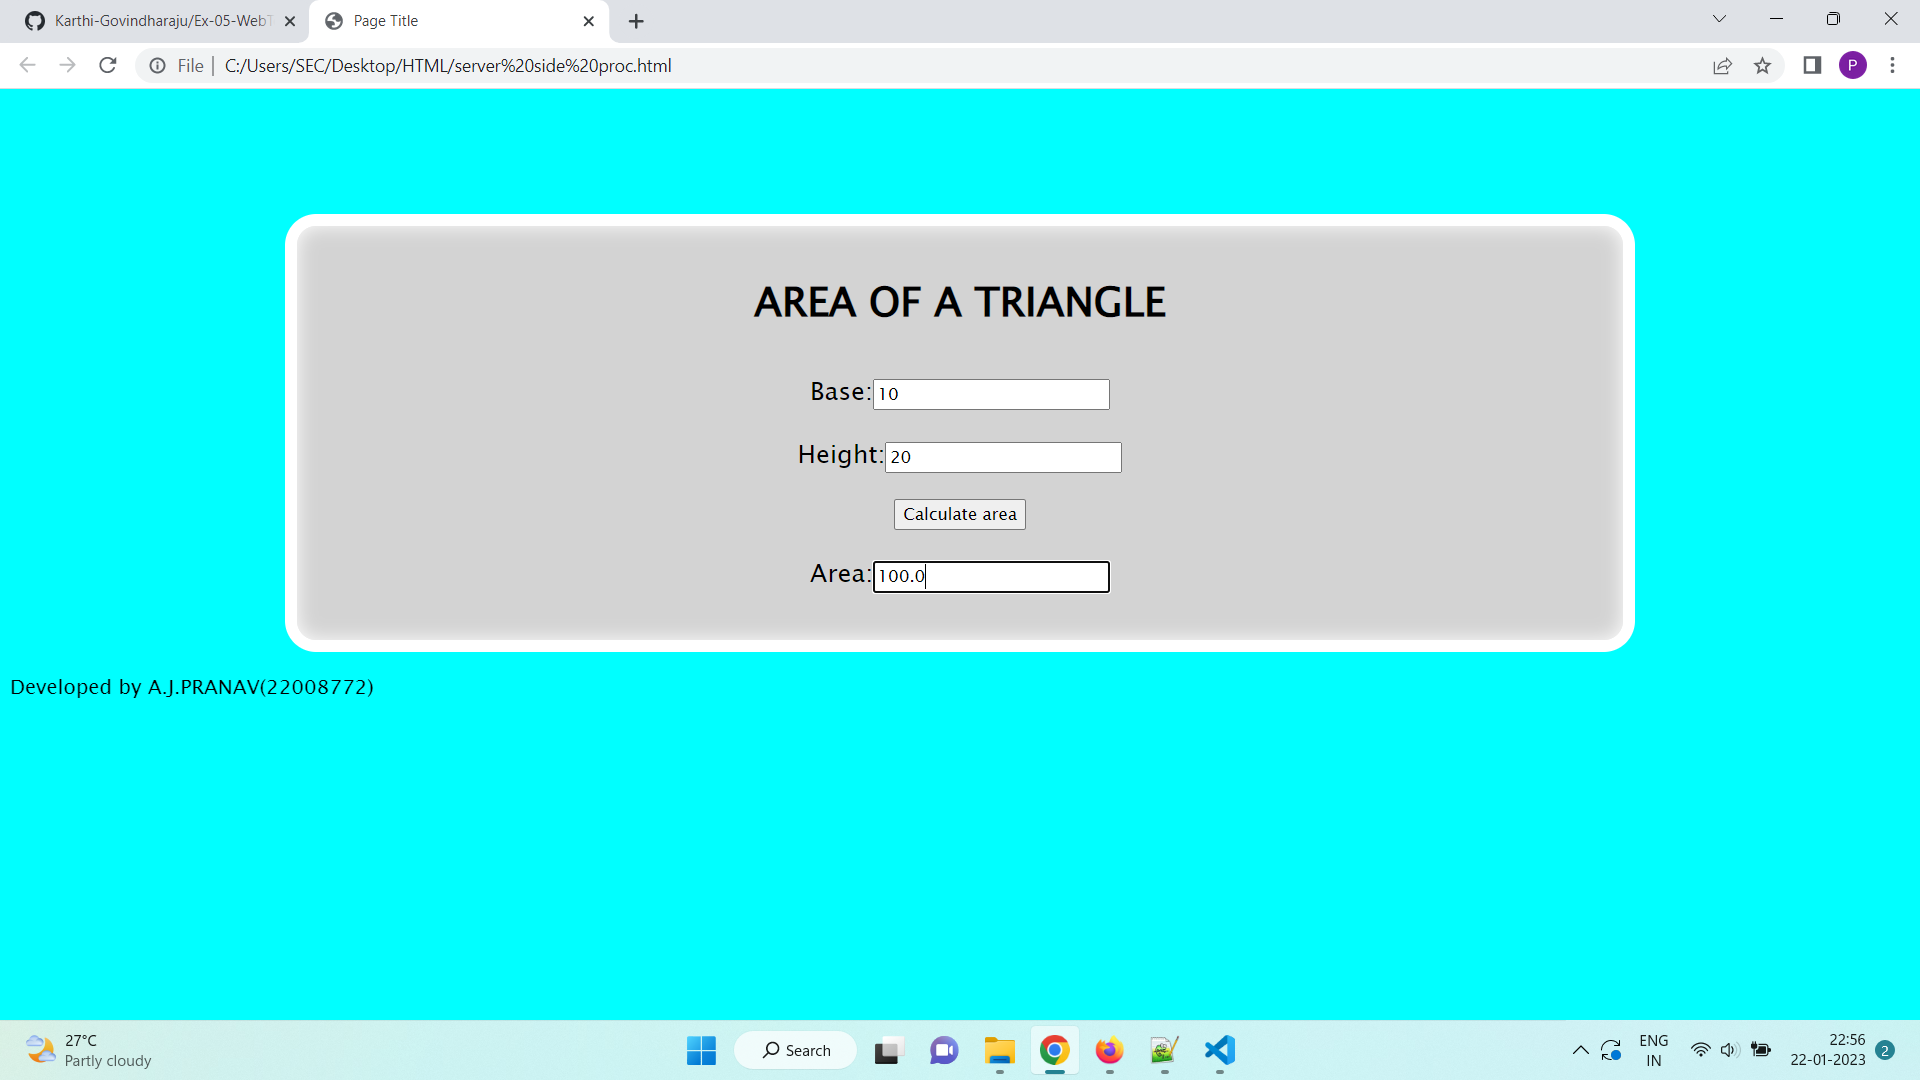 Karthi-Govindharaju/Ex-05-WebT
Page Title
File
C:/Users/SEC/Desktop/HTML/server%20side%20proc.html
P
AREA OF A TRIANGLE
Base:
10
Height:
20
Calculate area
Area:
100.0
Developed by A.J.PRANAV(22008772)
27°C
Partly cloudy
Search
ENG
IN
22:56
22-01-2023
2